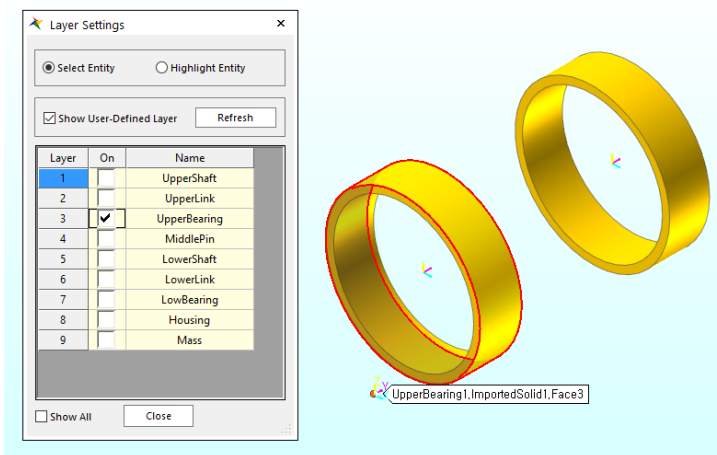 Layer Settings
Select Entity Highlight Entity
Show User-Defined Layer Refresh
Layer On Name
1 UpperShaft
2 UpperLink
3 UpperBearing
4 MiddlePin
5 LowerShaft
6 LowerLink
7 LowBearing
8 Housing
9 Mass
Show All Close
UpperBearing1,ImportedSolid1,Face3